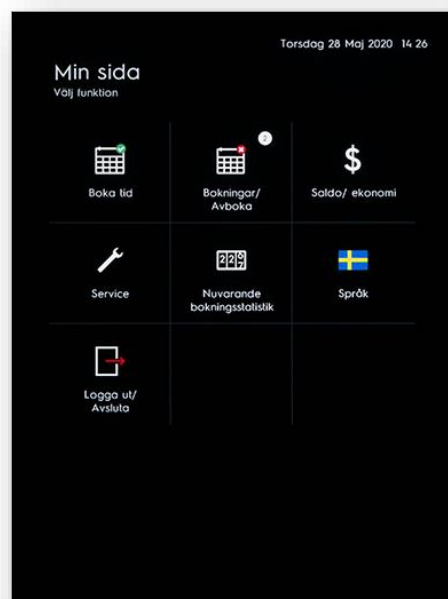 Torsdag 28 Maj 2020 14 26
Min sida
Välj funktion
2
Boka tid
Bokningar/
Avboka
Saldo/ ekonomi
Service
Nuvarande
bokningsstatistik
Språk
Logga ut/
Avsluta